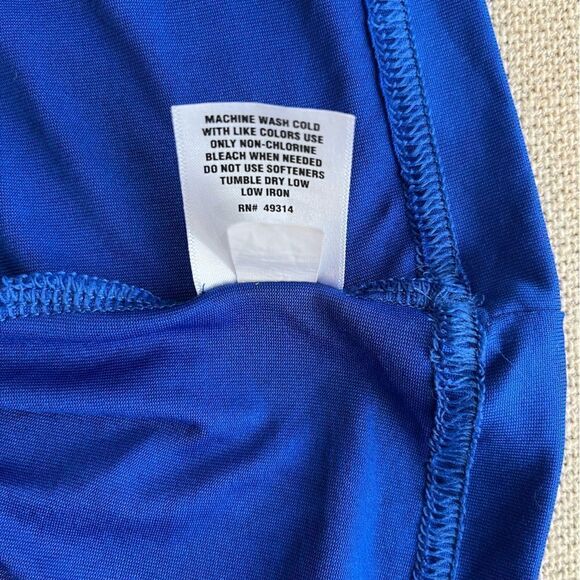 MACHINE WASH COLD
WITH LIKE COLORS USE
ONLY NON-CHLORINE
BLEACH WHEN NEEDED
DO NOT USE SOFTENERS
TUMBLE DRY LOW
LOW IRON
RN# 49314